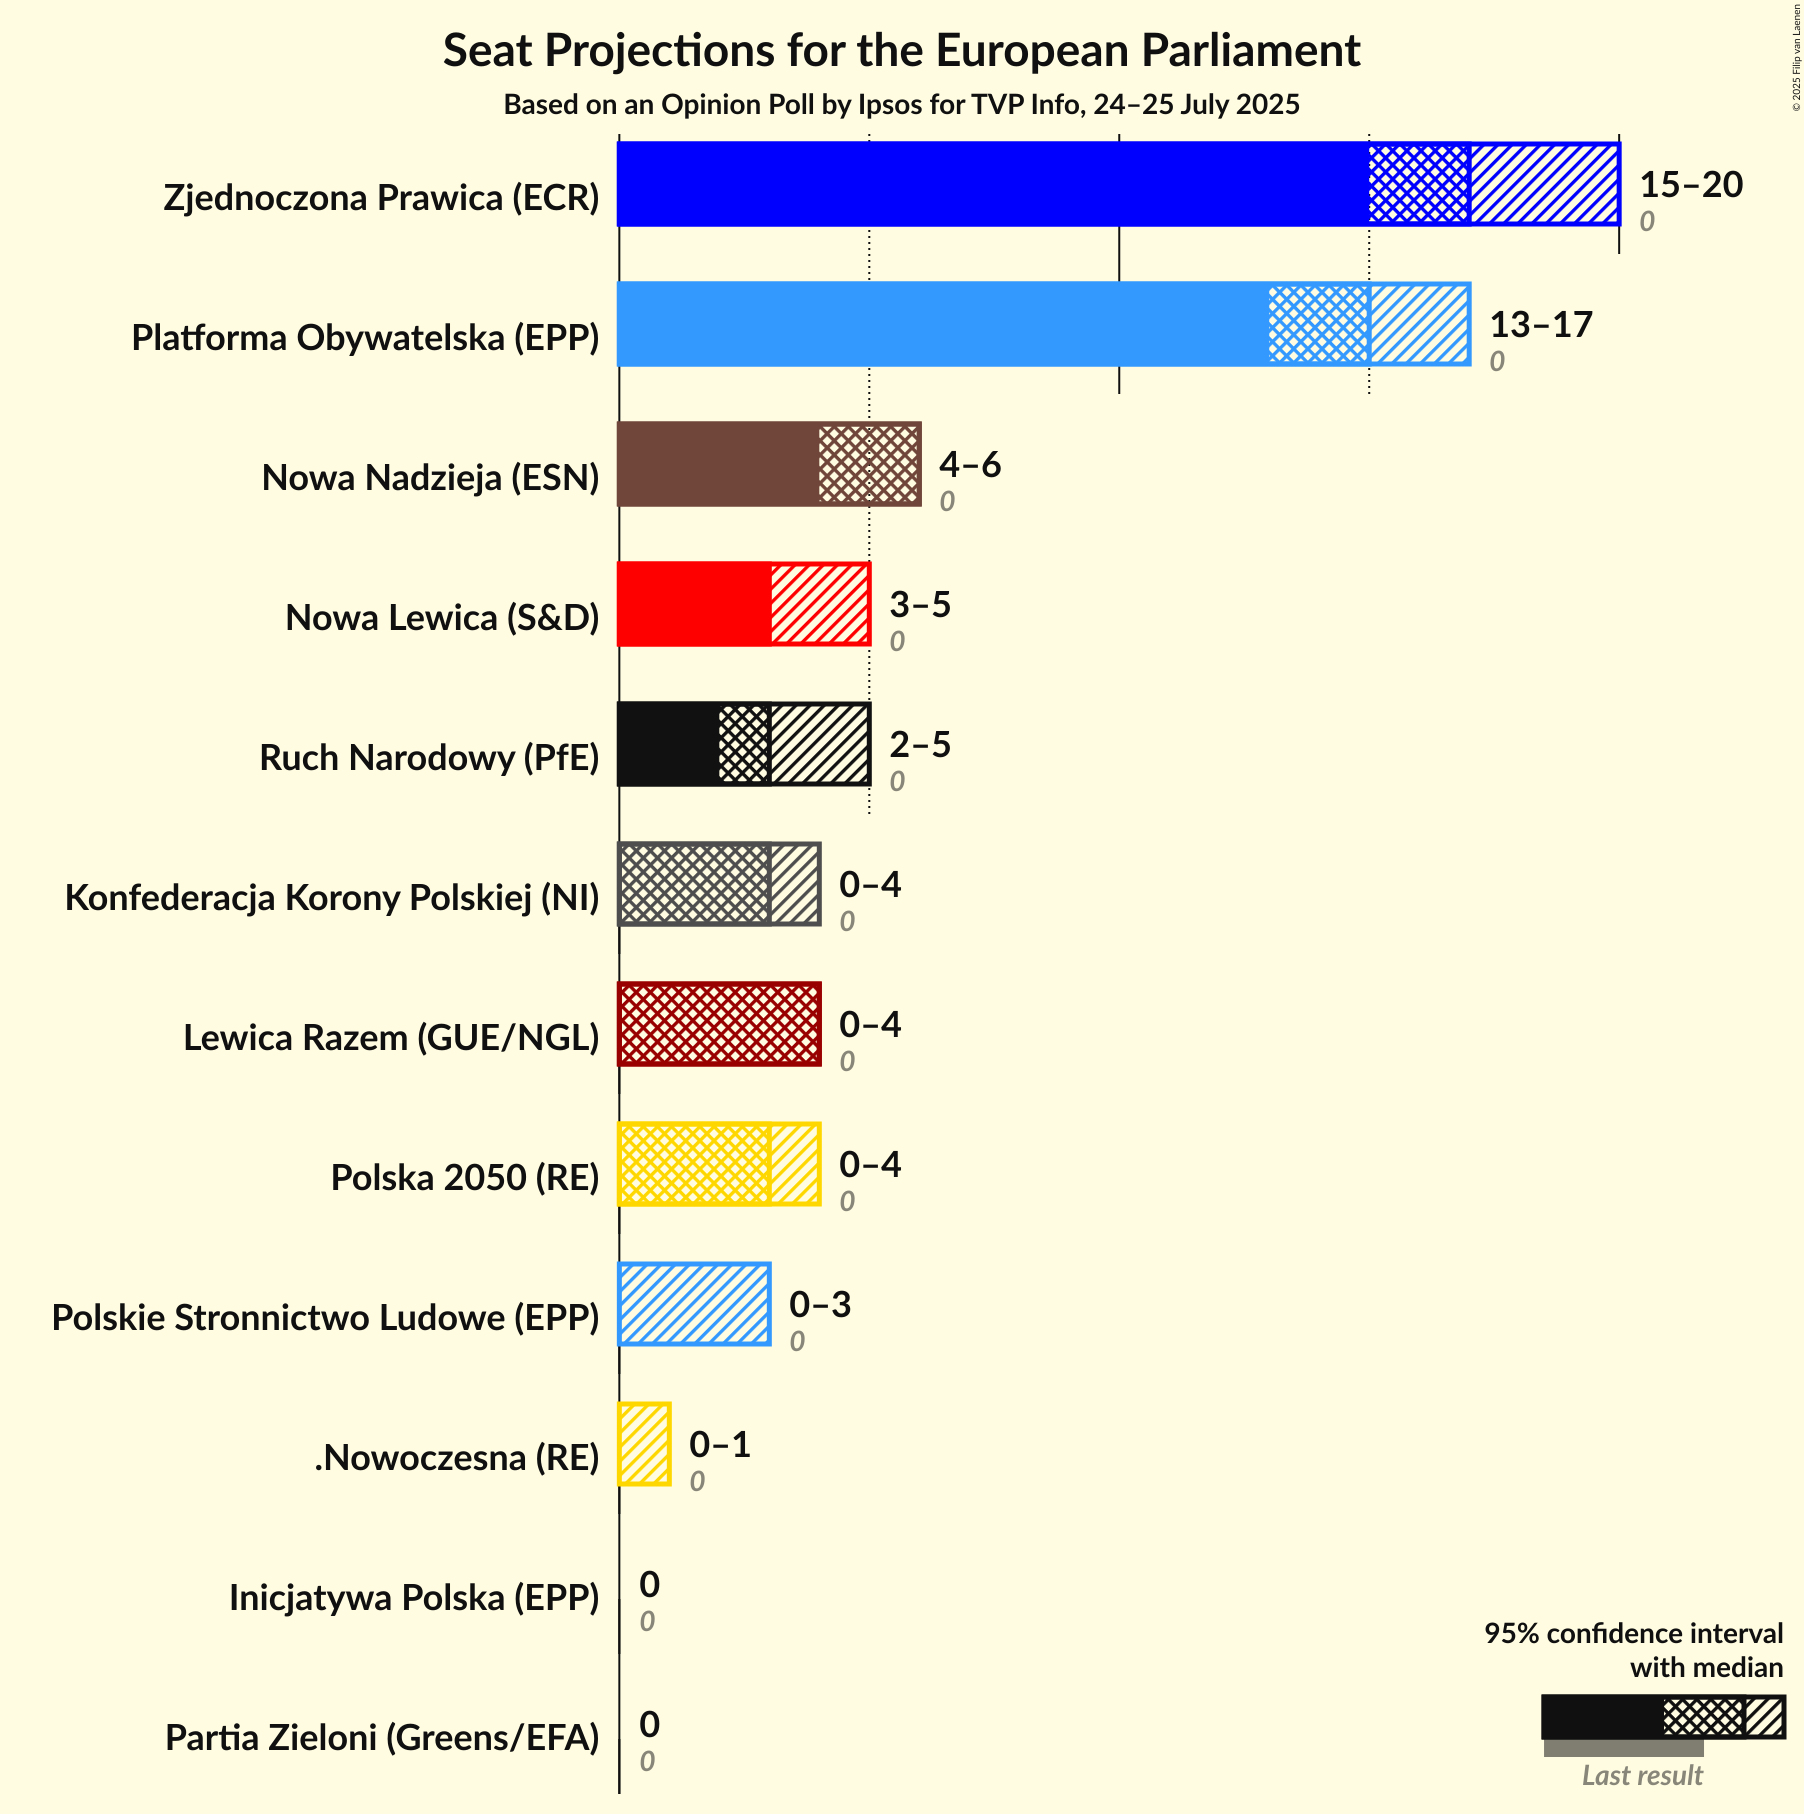 Seat Projections for the European Parliament
Based on an Opinion Poll by Ipsos for TVP Info, 24–25 July 2025
© 2025 Filip van Laenen
Zjednoczona Prawica (ECR)
15–20
0
Platforma Obywatelska (EPP)
13–17
0
Nowa Nadzieja (ESN)
4–6
0
Nowa Lewica (S&D)
3–5
0
Ruch Narodowy (PfE)
2–5
0
Konfederacja Korony Polskiej (NI)
0–4
0
Lewica Razem (GUE/NGL)
0–4
0
Polska 2050 (RE)
0–4
0
Polskie Stronnictwo Ludowe (EPP)
0–3
0
.Nowoczesna (RE)
0–1
0
Inicjatywa Polska (EPP)
0
0
Partia Zieloni (Greens/EFA)
0
0
95% confidence interval
with median
Last result